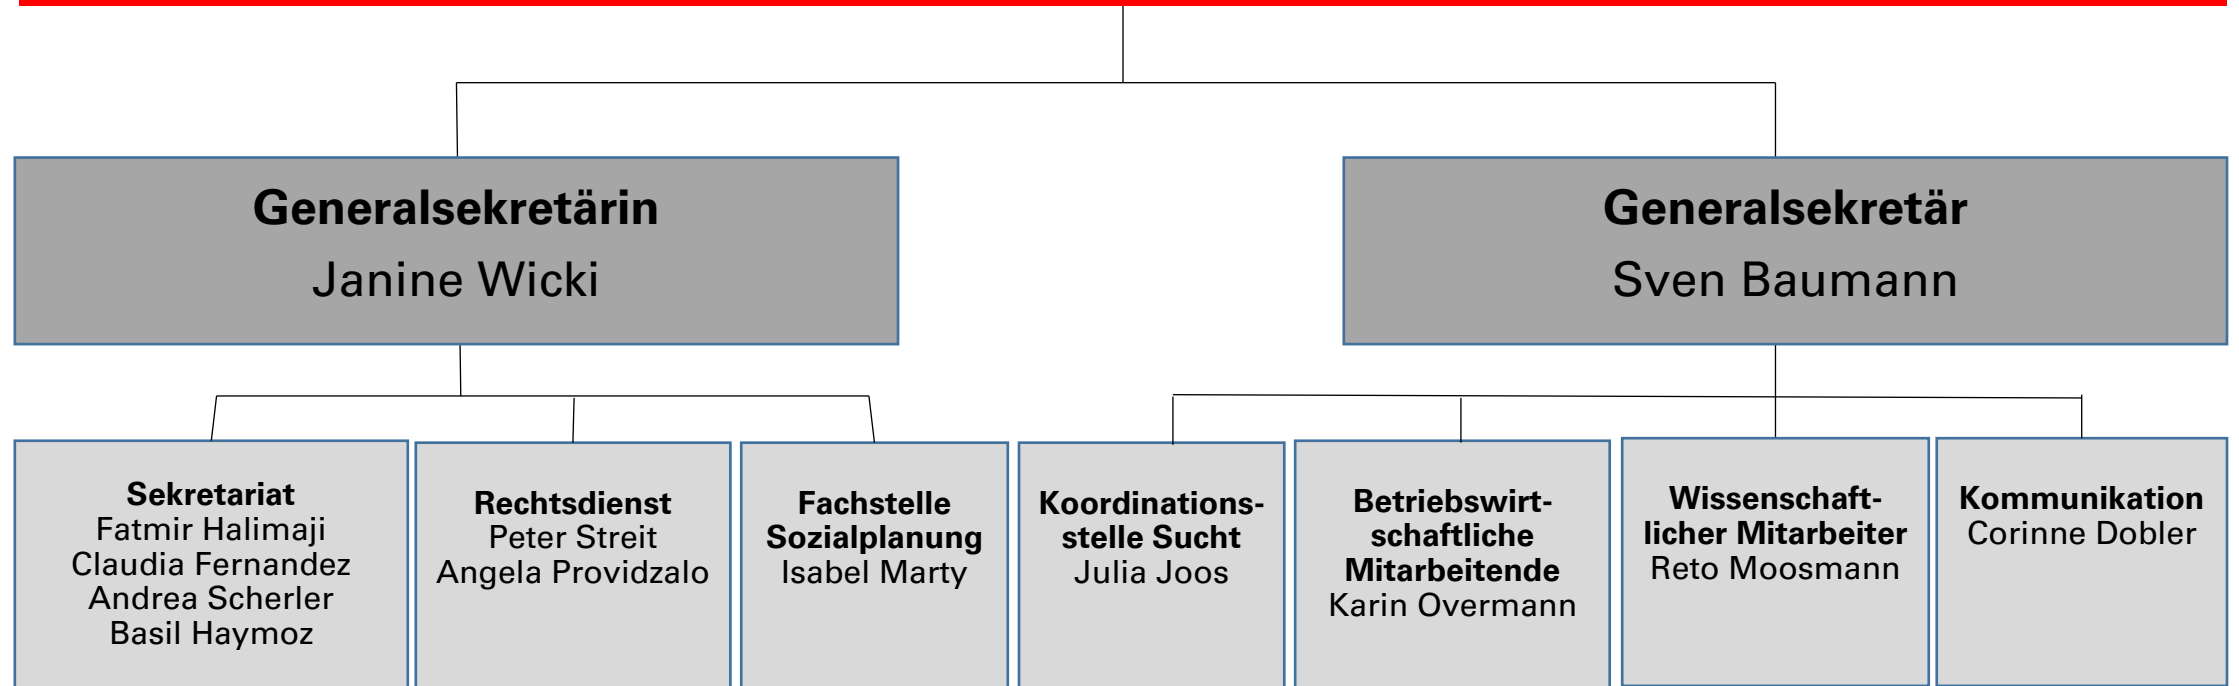 Generalsekretärin
Janine Wicki
Generalsekretär
Sven Baumann
Sekretariat
Fatmir Halimaji
Claudia Fernandez
Andrea Scherler
Basil Haymoz
Rechtsdienst
Peter Streit
Angela Providzalo
Fachstelle
Sozialplanung
Isabel Marty
Koordinations-
stelle Sucht
Julia Joos
Betriebswirt-
schaftliche
Mitarbeitende
Karin Overmann
Wissenschaft-
licher Mitarbeiter
Reto Moosmann
Kommunikation
Corinne Dobler